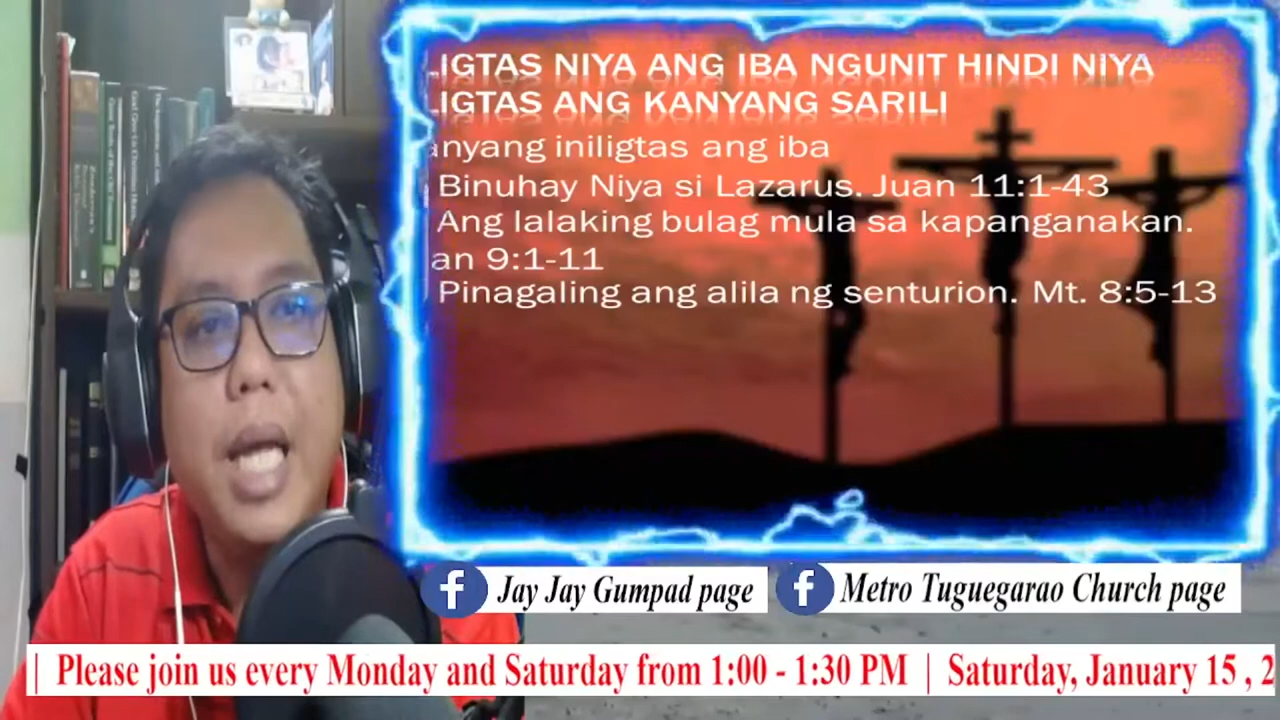 LIGTAS NIYA ANG IBA NGUNIT HINDI NIYA
LIGTAS ANG KANYANG SARILI
nyang iniligtas ang iba
Binuhay Niya si Lazarus. Juan 11:1-43
Ang lalaking bulag mula sa kapanganakan.
an 9:1-11
Pinagaling ang alila ng senturion. Mt. 8:5-13
Jay Jay Gumpad page
Metro Tuguegarao Church page
| Please join us every Monday and Saturday from 1:00 - 1:30 PM | Saturday, January 15 , 2